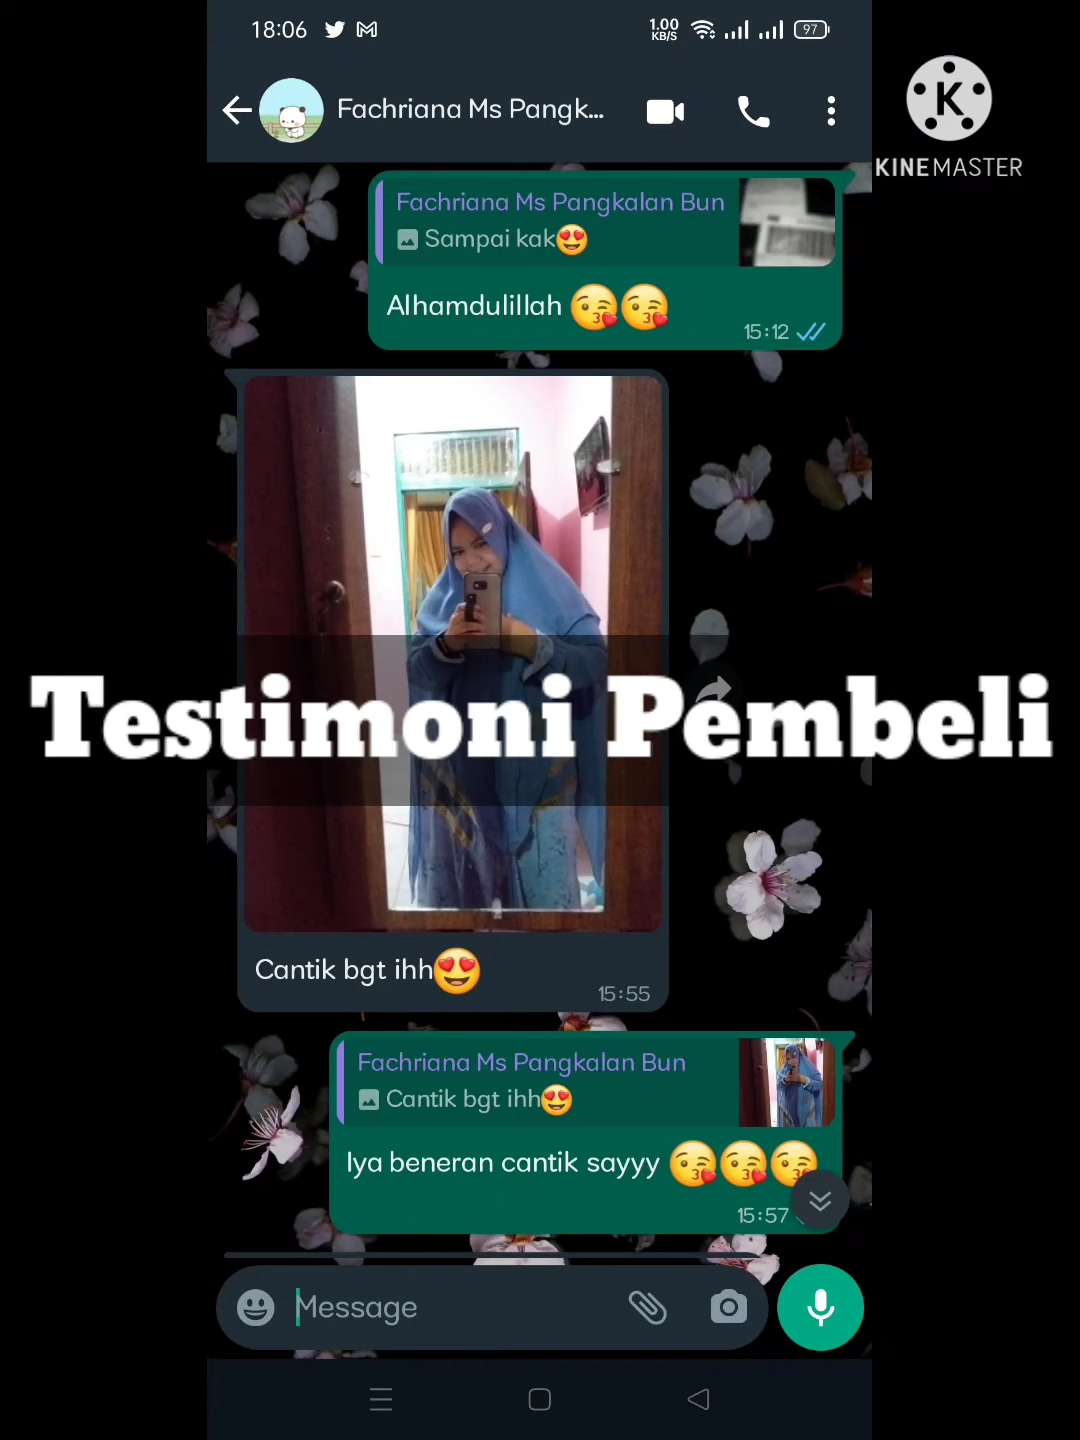 18:06
1.00
KB/S
97
Fachriana Ms Pangk...
K
KINEMASTER
Fachriana Ms Pangkalan Bun
Sampai kak😍
Alhamdulillah 😘😘
15:12
Testimoni Pembeli
Cantik bgt ihh😍
15:55
Fachriana Ms Pangkalan Bun
Cantik bgt ihh😍
Iya beneran cantik sayyy 😘😘😘
15:57
Message